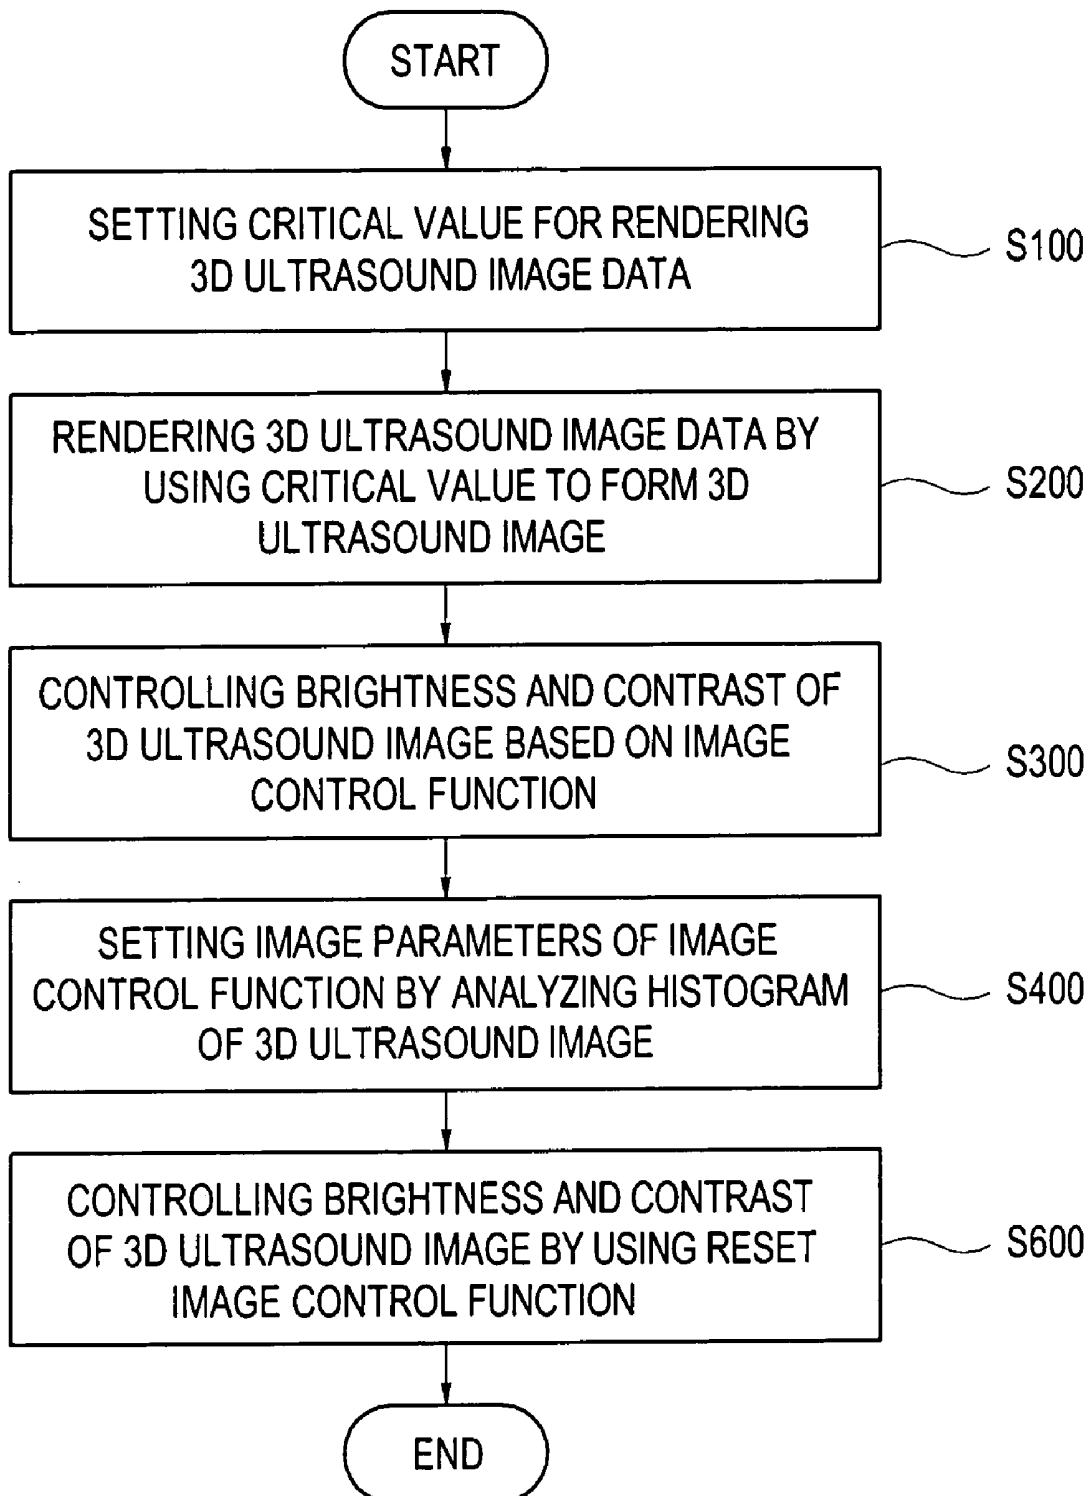 START
SETTING CRITICAL VALUE FOR RENDERING
3D ULTRASOUND IMAGE DATA
S100
RENDERING 3D ULTRASOUND IMAGE DATA BY
USING CRITICAL VALUE TO FORM 3D
ULTRASOUND IMAGE
S200
CONTROLLING BRIGHTNESS AND CONTRAST OF
3D ULTRASOUND IMAGE BASED ON IMAGE
CONTROL FUNCTION
S300
SETTING IMAGE PARAMETERS OF IMAGE
CONTROL FUNCTION BY ANALYZING HISTOGRAM
OF 3D ULTRASOUND IMAGE
S400
CONTROLLING BRIGHTNESS AND CONTRAST
OF 3D ULTRASOUND IMAGE BY USING RESET
IMAGE CONTROL FUNCTION
S600
END